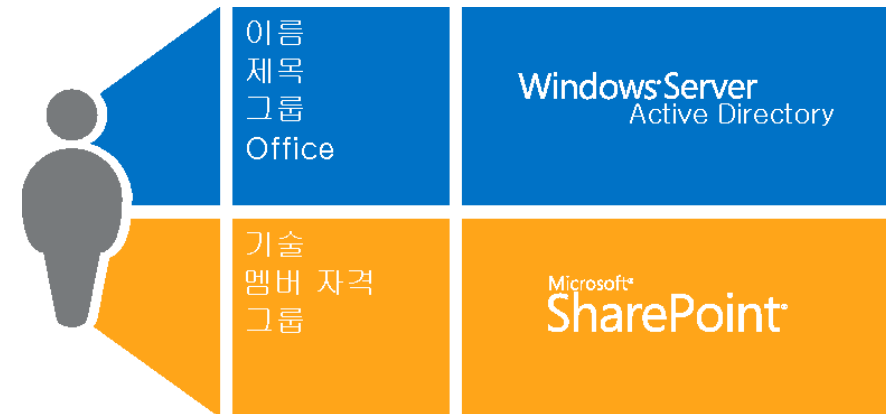 이름
제목
그룹
Office
Windows Server
Active Directory
기술
멤버 자격
그룹
Microsoft®
SharePoint®